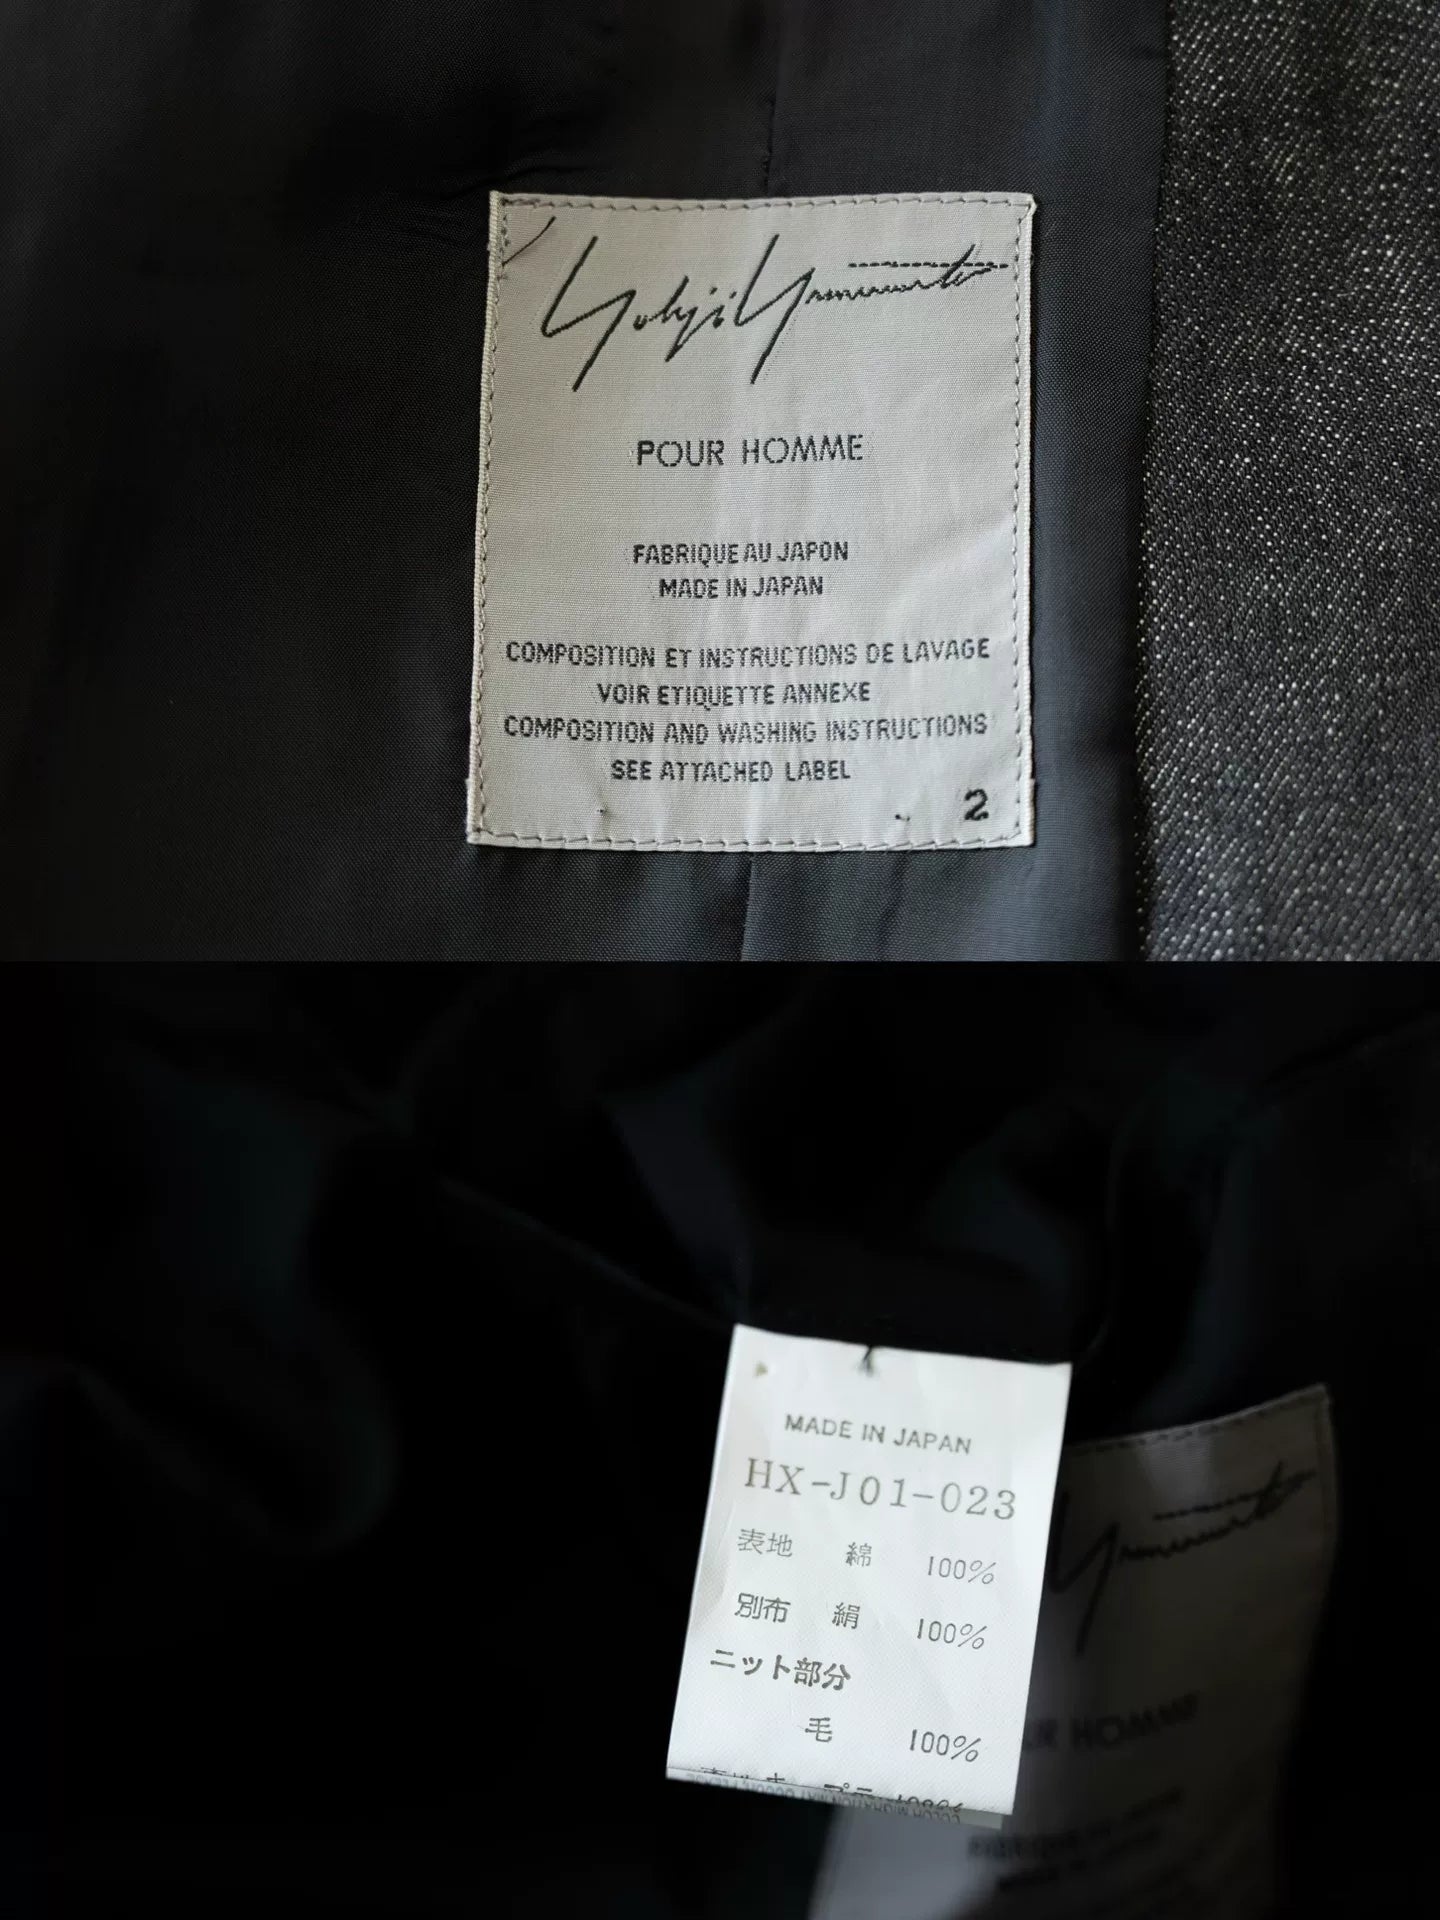 Yohji Yamamoto
POUR HOMME
FABRIQUE AU JAPON
MADE IN JAPAN
COMPOSITION ET INSTRUCTIONS DE LAVAGE
VOIR ETIQUETTE ANNEXE
COMPOSITION AND WASHING INSTRUCTIONS
SEE ATTACHED LABEL
2
MADE IN JAPAN
HX-J01-023
表地 綿 100%
別布 絹 100%
ニット部分
毛 100%
HOMME